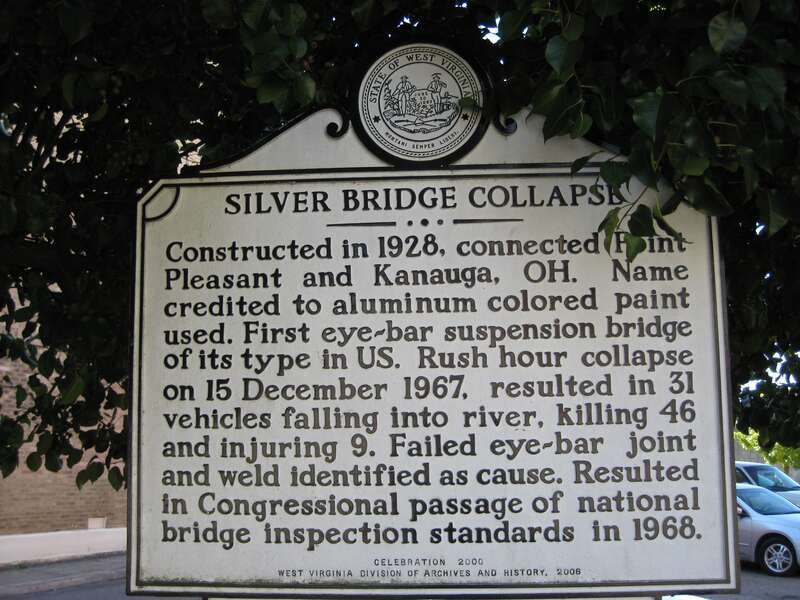 STATE OF WEST VIRGINIA
MONTANI SEMPER LIBERI
SILVER BRIDGE COLLAPSE
Constructed in 1928, connected Point
Pleasant and Kanauga, OH. Name
credited to aluminum colored paint
used. First eye-bar suspension bridge
of its type in US. Rush hour collapse
on 15 December 1967, resulted in 31
vehicles falling into river, killing 46
and injuring 9. Failed eye-bar joint
and weld identified as cause. Resulted
in Congressional passage of national
bridge inspection standards in 1968.
CELEBRATION 2000
WEST VIRGINIA DIVISION OF ARCHIVES AND HISTORY, 2006